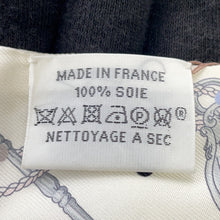 MADE IN FRANCE
100% SOIE
NETTOYAGE A SEC